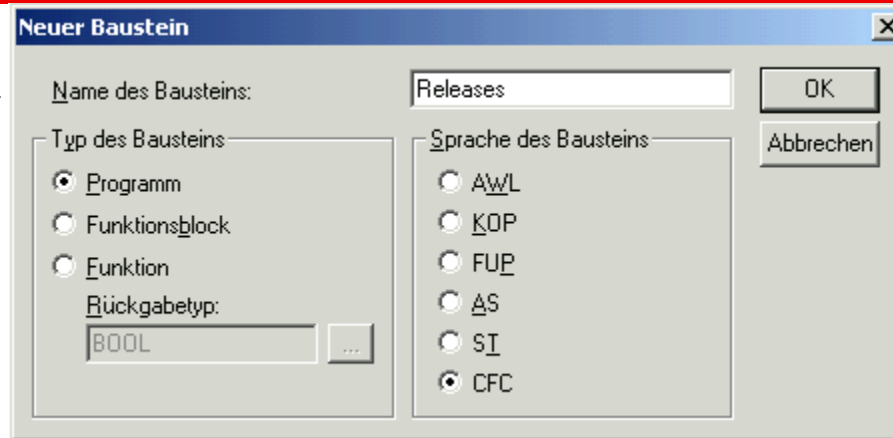 Neuer Baustein
Name des Bausteins:
Releases
OK
Abbrechen
Typ des Bausteins
Programm
Funktionsblock
Funktion
Rückgabetyp:
BOOL
...
Sprache des Bausteins
AWL
KOP
FUP
AS
ST
CFC